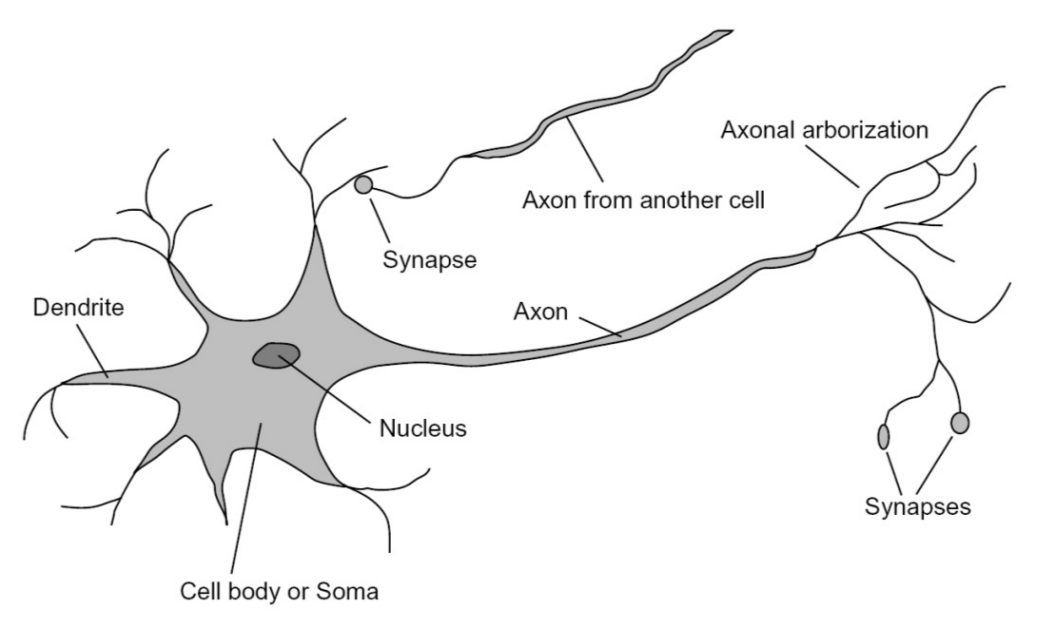 Axonal arborization
Axon from another cell
Synapse
Dendrite
Axon
Nucleus
Synapses
Cell body or Soma